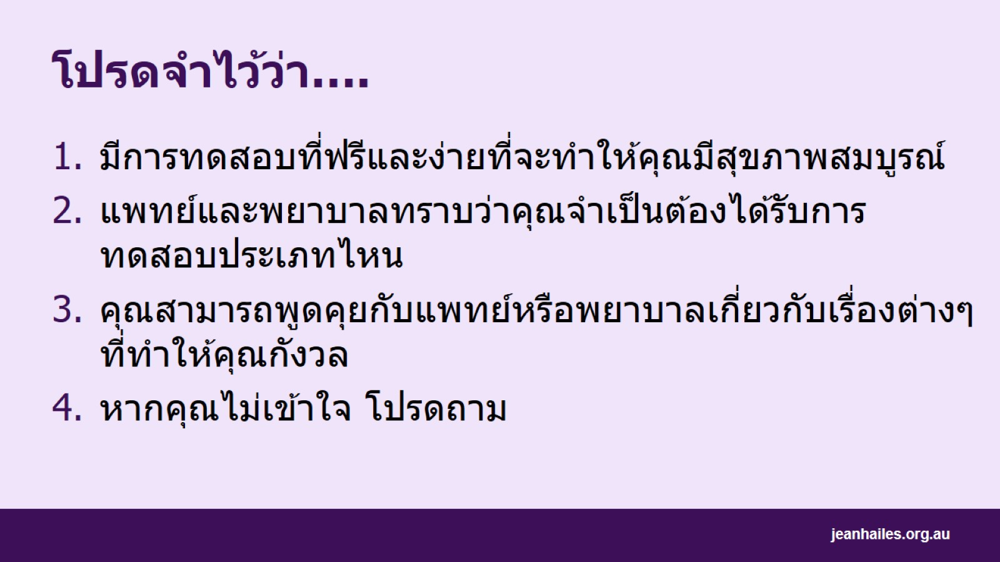 โปรดจำไว้ว่า....
1. มีการทดสอบที่ฟรีและง่ายที่จะทำให้คุณมีสุขภาพสมบูรณ์
2. แพทย์และพยาบาลทราบว่าคุณจำเป็นต้องได้รับการ
ทดสอบประเภทไหน
3. คุณสามารถพูดคุยกับแพทย์หรือพยาบาลเกี่ยวกับเรื่องต่างๆ
ที่ทำให้คุณกังวล
4. หากคุณไม่เข้าใจ โปรดถาม
jeanhailes.org.au